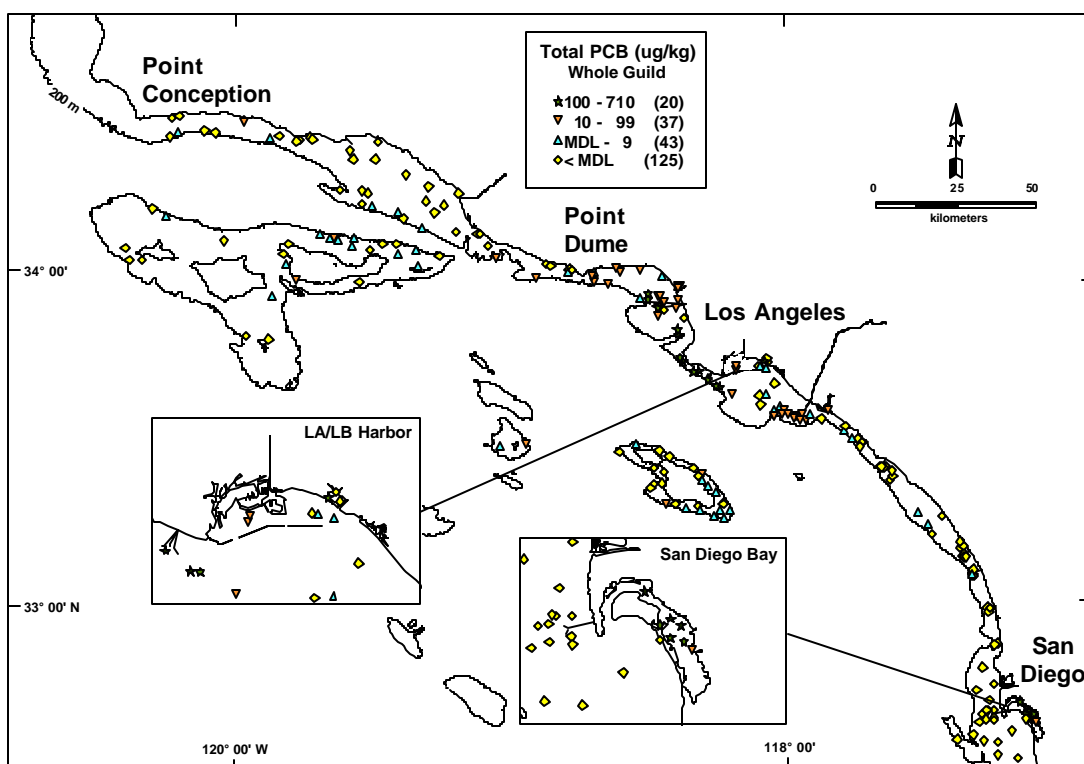 Point
Conception
200 m
Total PCB (ug/kg)
Whole Guild
100 - 710 (20)
10 - 99 (37)
MDL - 9 (43)
< MDL (125)
N
0 25 50
kilometers
Point
Dume
34° 00'
34° 00'
Los Angeles
LA/LB Harbor
San Diego Bay
33° 00' N
San
Diego
120° 00' W
118° 00'